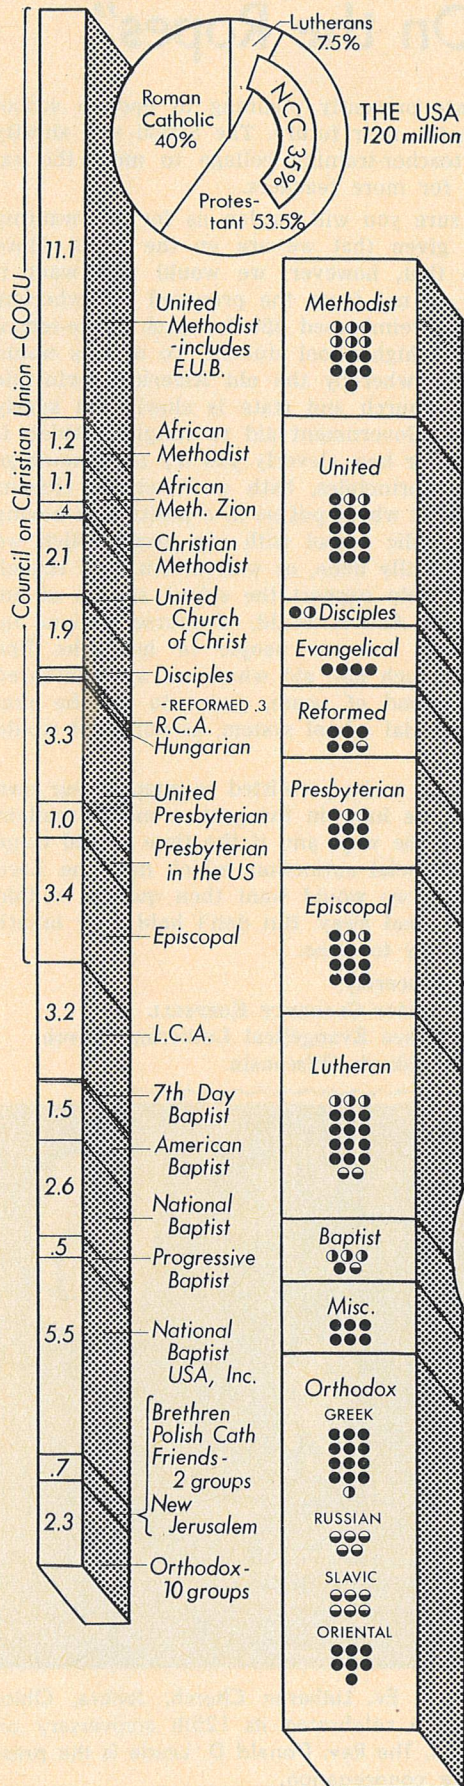 Lutherans
7.5%
Roman
Catholic
40%
NCC 35%
Protes-
tant 53.5%
THE USA
120 million
Council on Christian Union - COCU
11.1
1.2
1.1
.4
2.1
1.9
3.3
1.0
3.4
3.2
1.5
2.6
.5
5.5
.7
2.3
United
Methodist
-includes
E.U.B.
African
Methodist
African
Meth. Zion
Christian
Methodist
United
Church
of Christ
Disciples
-REFORMED .3
R.C.A.
Hungarian
United
Presbyterian
Presbyterian
in the US
Episcopal
L.C.A.
7th Day
Baptist
American
Baptist
National
Baptist
Progressive
Baptist
National
Baptist
USA, Inc.
Brethren
Polish Cath
Friends-
2 groups
New
Jerusalem
Orthodox-
10 groups
Methodist
United
Disciples
Evangelical
Reformed
Presbyterian
Episcopal
Lutheran
Baptist
Misc.
Orthodox
GREEK
RUSSIAN
SLAVIC
ORIENTAL